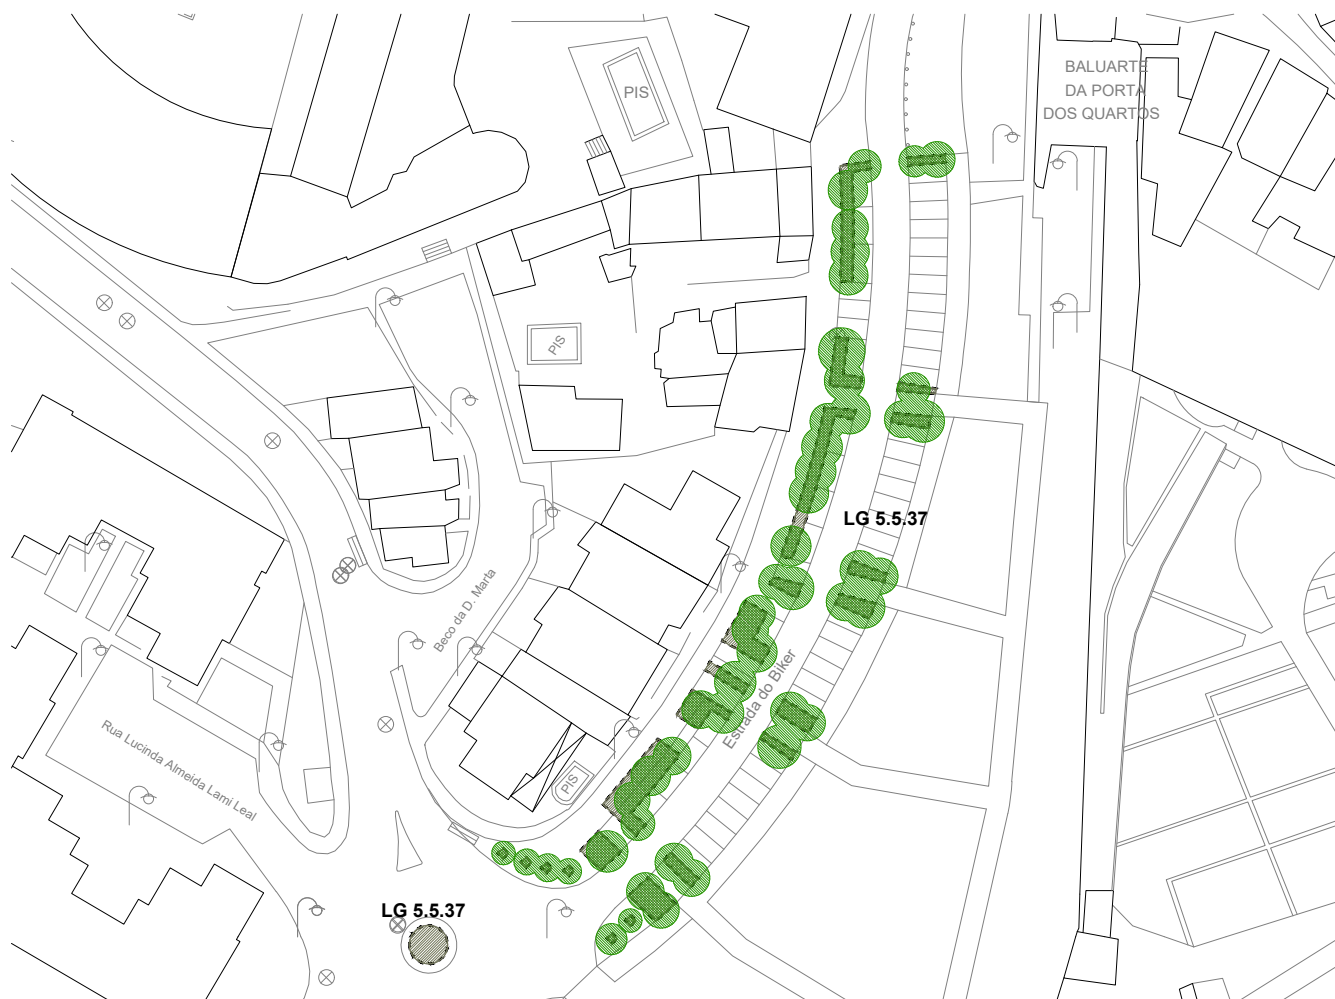 PIS
BALUARTE
DA PORTA
DOS QUARTOS
PIS
LG 5.5.37
Beco da D. Marta
Estrada do Biker
Rua Lucinda Almeida Lami Leal
PIS
LG 5.5.37